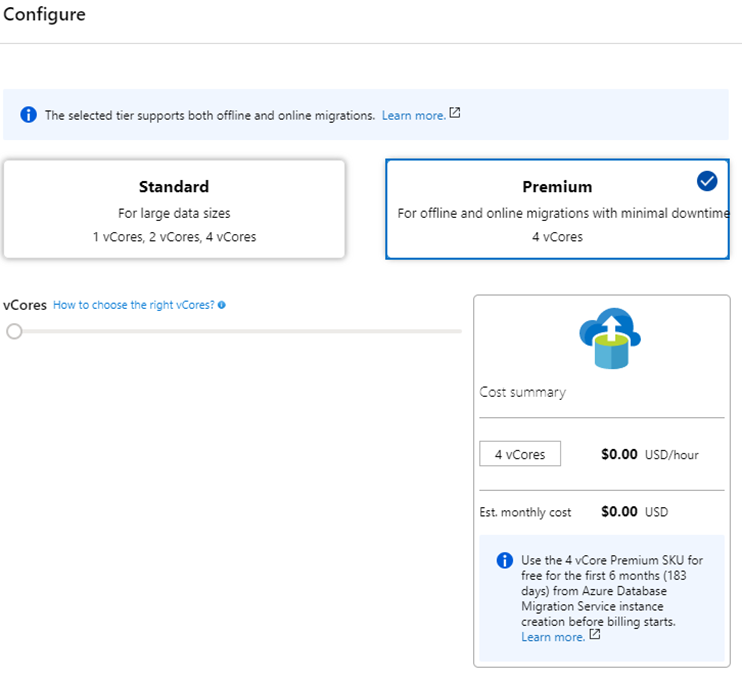 Configure
The selected tier supports both offline and online migrations. Learn more.
Standard
For large data sizes
1 vCores, 2 vCores, 4 vCores
Premium
For offline and online migrations with minimal downtime
4 vCores
vCores How to choose the right vCores?
Cost summary
4 vCores $0.00 USD/hour
Est. monthly cost $0.00 USD
Use the 4 vCore Premium SKU for
free for the first 6 months (183
days) from Azure Database
Migration Service instance
creation before billing starts.
Learn more.